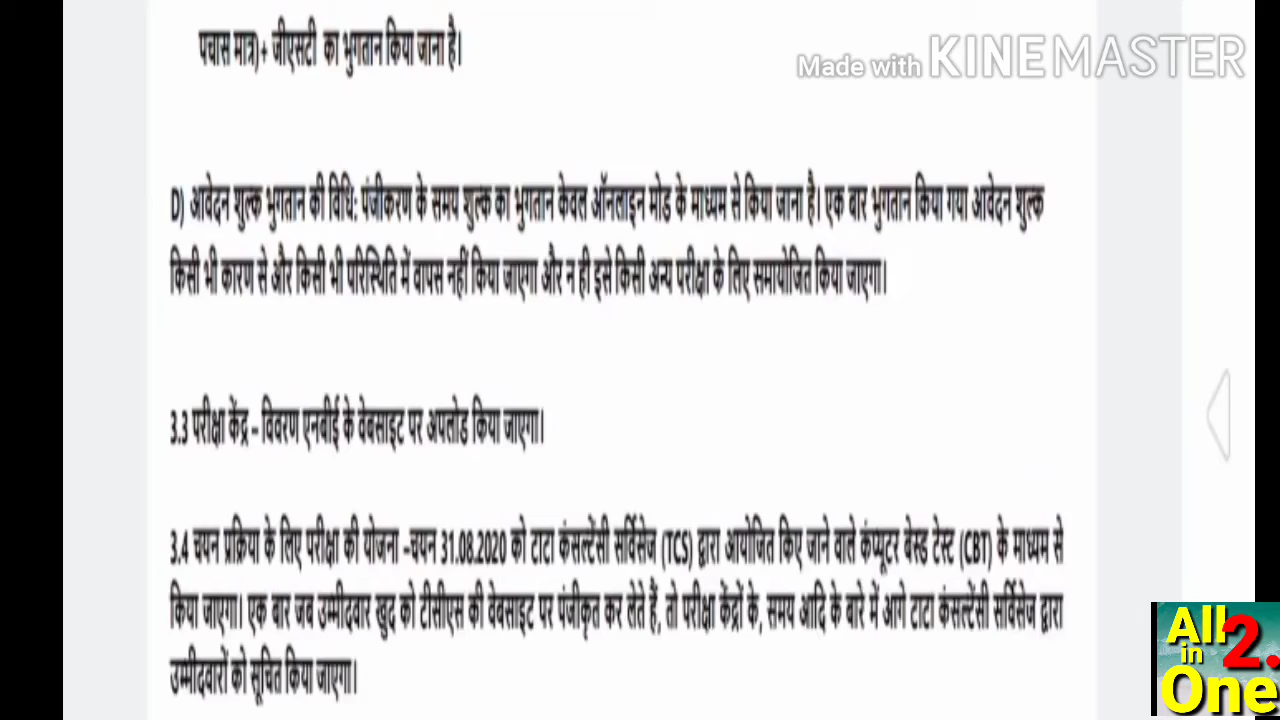 पचास मात्र)+ जीएसटी का भुगतान किया जाना है।
Made with KINEMASTER
D) आवेदन शुल्क भुगतान की विधि: पंजीकरण के समय शुल्क का भुगतान केवल ऑनलाइन मोड के माध्यम से किया जाना है। एक बार भुगतान किया गया आवेदन शुल्क
किसी भी कारण से और किसी भी परिस्थिति में वापस नहीं किया जाएगा और न ही इसे किसी अन्य परीक्षा के लिए समायोजित किया जाएगा।
3.3 परीक्षा केंद्र – विवरण एनबीई के वेबसाइट पर अपलोड किया जाएगा।
3.4 चयन प्रक्रिया के लिए परीक्षा की योजना –चयन 31.08.2020 को टाटा कंसल्टेंसी सर्विसेज (TCS) द्वारा आयोजित किए जाने वाले कंप्यूटर बेस्ड टेस्ट (CBT) के माध्यम से
किया जाएगा। एक बार जब उम्मीदवार खुद को टीसीएस की वेबसाइट पर पंजीकृत कर लेते हैं, तो परीक्षा केंद्रों के, समय आदि के बारे में आगे टाटा कंसल्टेंसी सर्विसेज द्वारा
उम्मीदवारों को सूचित किया जाएगा।
All
in 2.
One